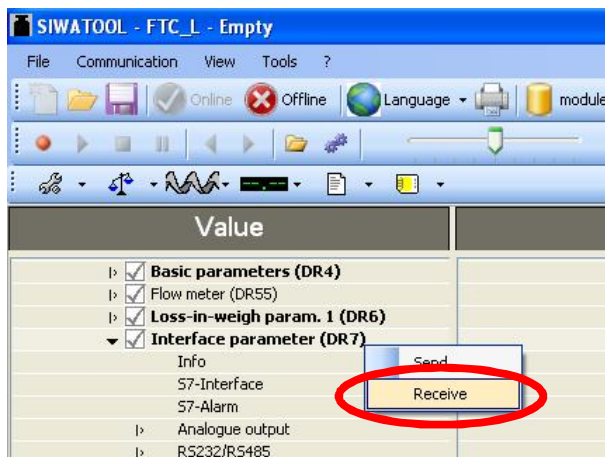 SIWATOOL - FTC_L - Empty
File Communication View Tools ?
Online Offline Language module
Value
Basic parameters (DR4)
Flow meter (DR55)
Loss-in-weigh param. 1 (DR6)
Interface parameter (DR7)
Info Send
S7-Interface Receive
S7-Alarm
Analogue output
RS232/RS485